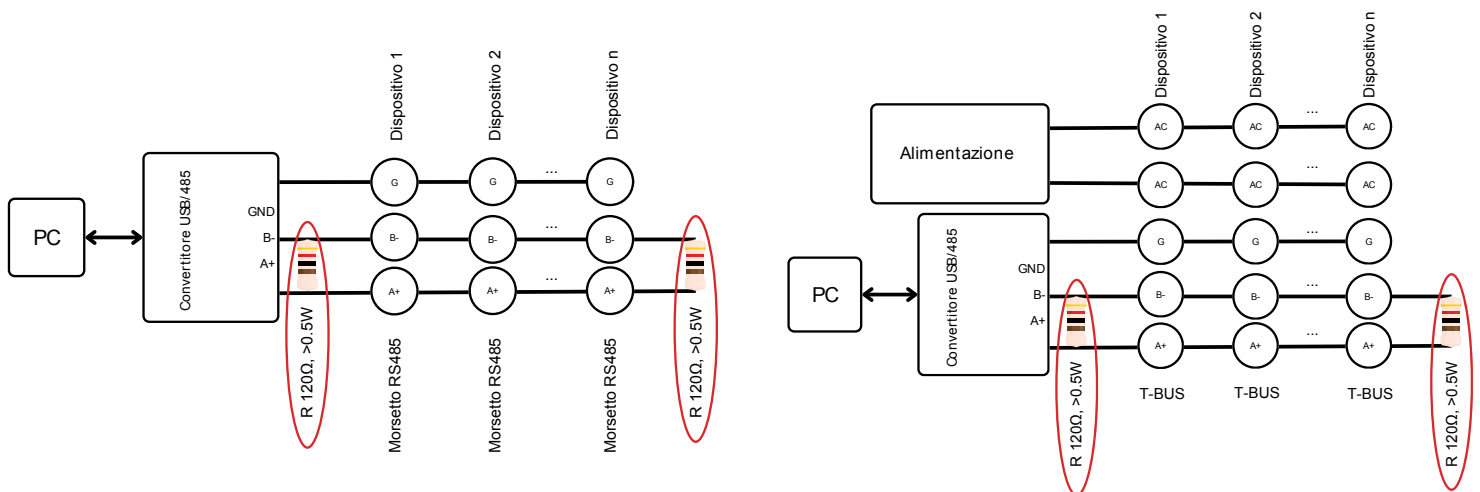 Dispositivo 1
Dispositivo 2
Dispositivo n
PC
Convertitore USB/485
GND
B-
A+
G
G
...
G
B-
B-
...
B-
A+
A+
...
A+
R 120Ω, >0.5W
Morsetto RS485
Morsetto RS485
Morsetto RS485
R 120Ω, >0.5W
Dispositivo 1
Dispositivo 2
Dispositivo n
Alimentazione
AC
AC
...
AC
AC
AC
...
AC
PC
Convertitore USB/485
GND
B-
A+
G
G
...
G
B-
B-
...
B-
A+
A+
...
A+
R 120Ω, >0.5W
T-BUS
T-BUS
T-BUS
R 120Ω, >0.5W